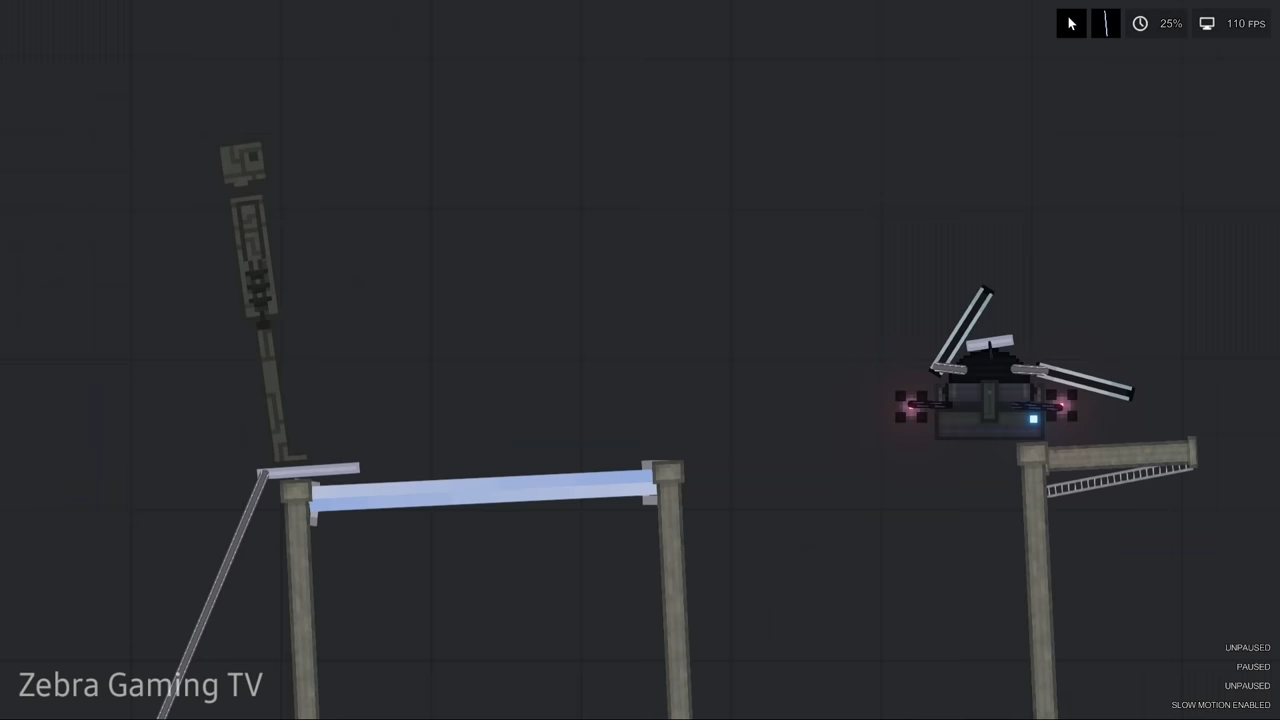 25%
110 FPS
UNPAUSED
PAUSED
UNPAUSED
SLOW MOTION ENABLED
Zebra Gaming TV